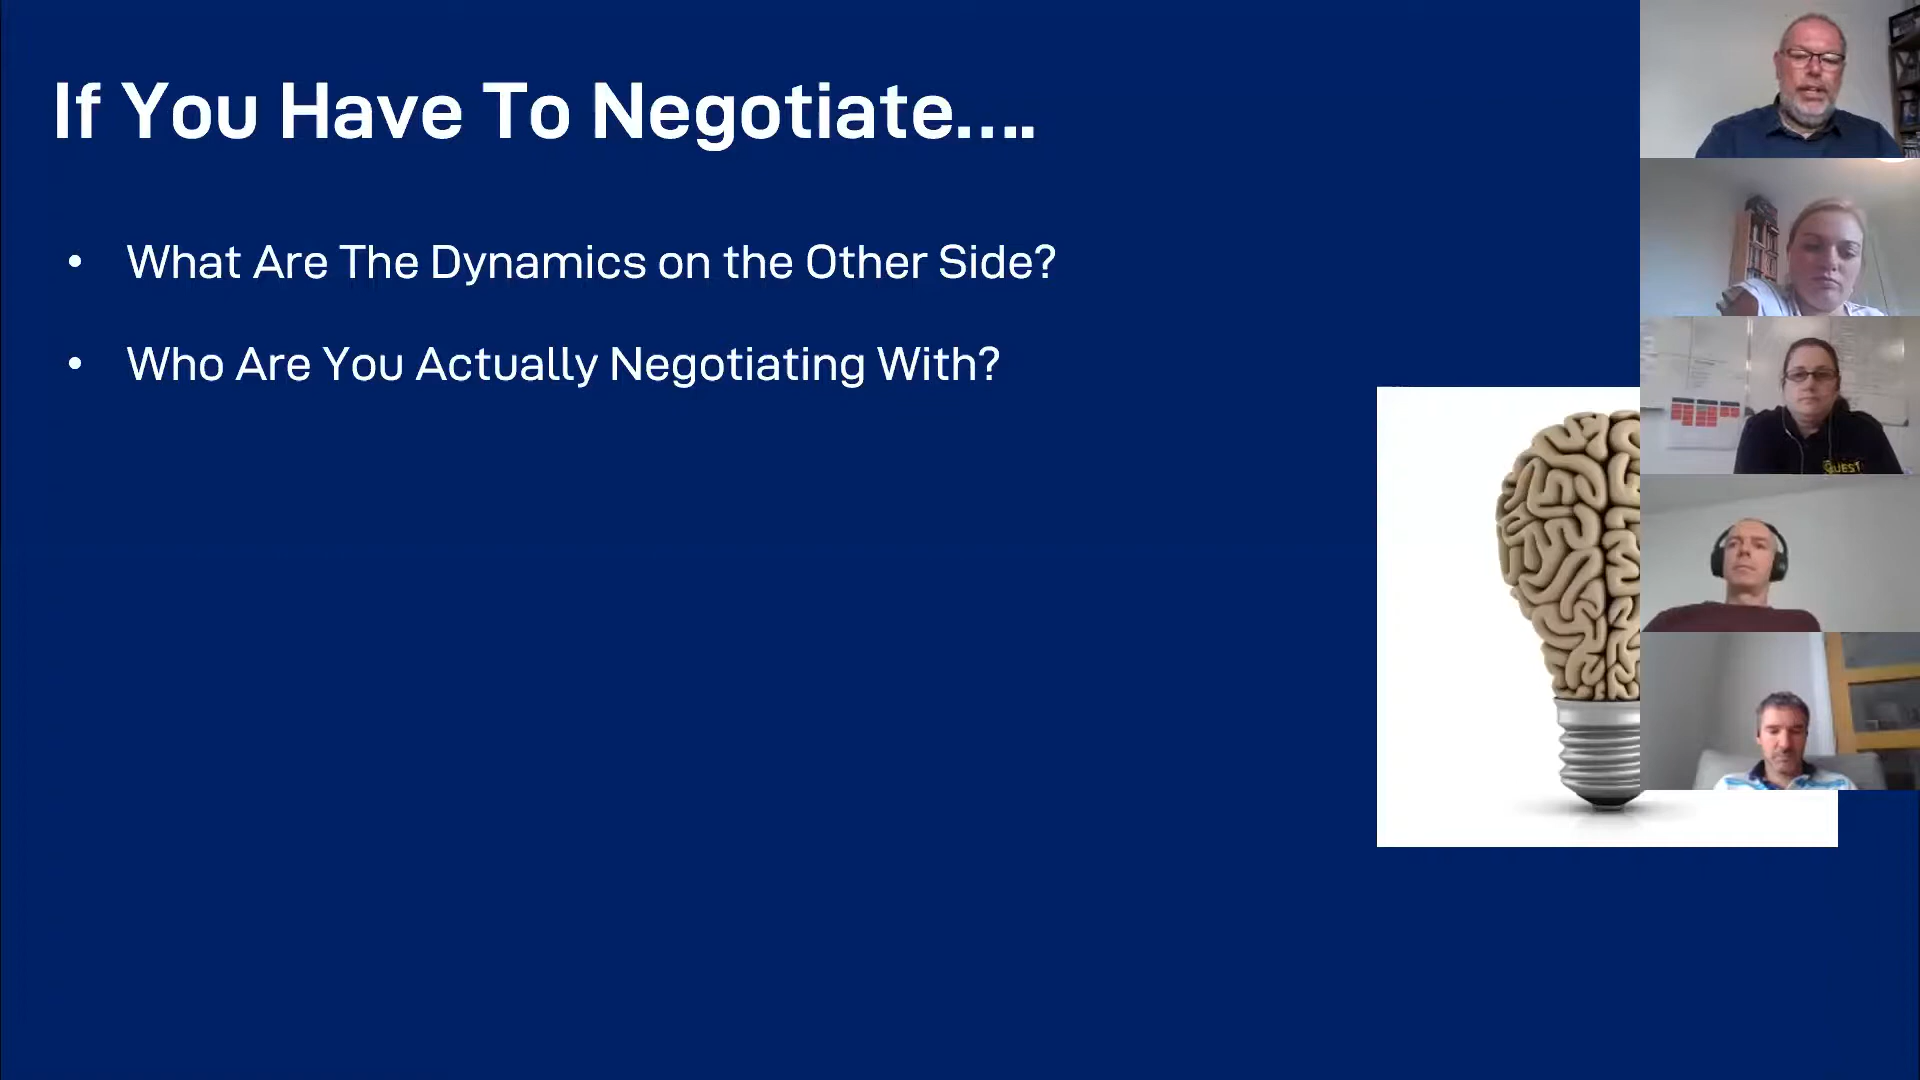 If You Have To Negotiate....
• What Are The Dynamics on the Other Side?
• Who Are You Actually Negotiating With?
QUEST